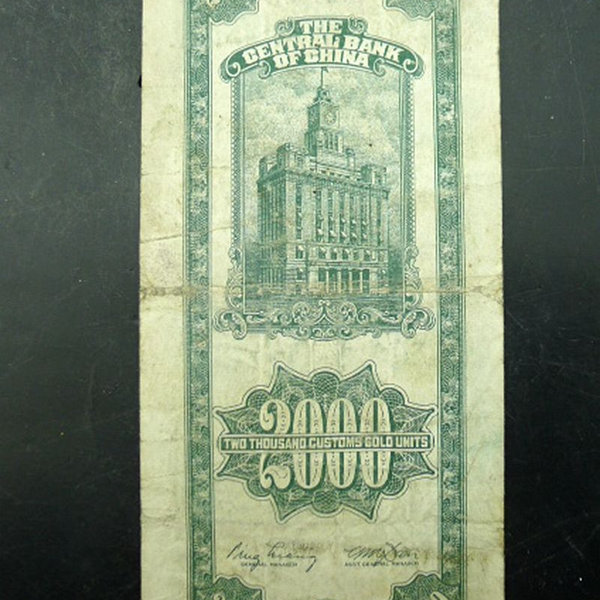 THE
CENTRAL BANK
OF CHINA
2000
TWO THOUSAND CUSTOMS GOLD UNITS
GENERAL MANAGER
ASST GENERAL MANAGER